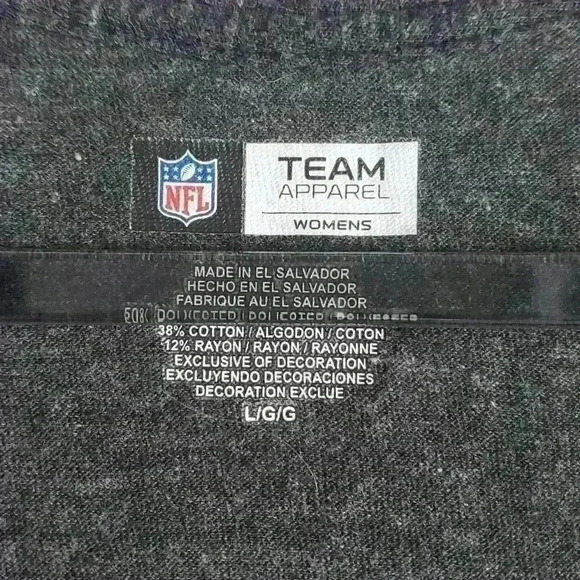 NFL
TEAM
APPAREL
WOMENS
MADE IN EL SALVADOR
HECHO EN EL SALVADOR
FABRIQUE AU EL SALVADOR
38% COTTON / ALGODON / COTON
12% RAYON / RAYON / RAYONNE
EXCLUSIVE OF DECORATION
EXCLUYENDO DECORACIONES
DECORATION EXCLUE
L/G/G